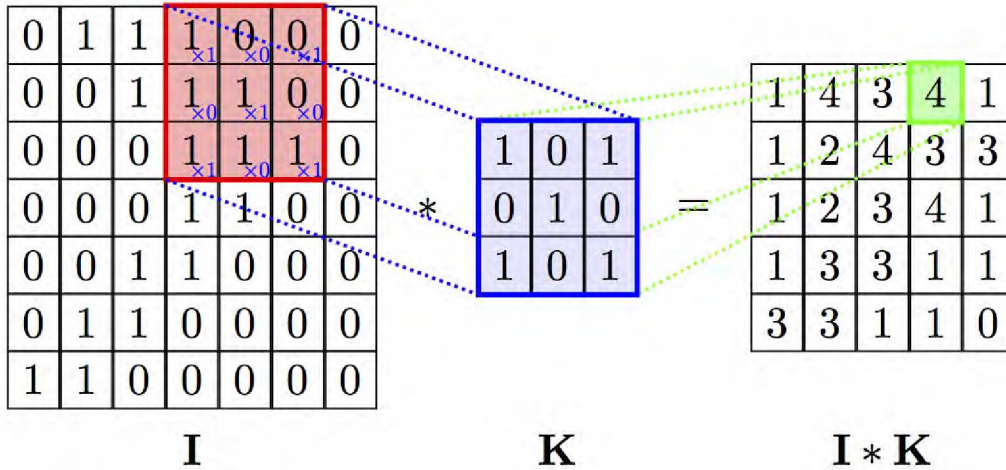 0 1 1 1×1 0×0 0×1 0
0 0 1 1×0 1×1 0×0 0
0 0 0 1×1 1×0 1×1 0
0 0 0 1 1 0 0
0 0 1 1 0 0 0
0 1 1 0 0 0 0
1 1 0 0 0 0 0
I
*
1 0 1
0 1 0
1 0 1
K
=
1 4 3 4 1
1 2 4 3 3
1 2 3 4 1
1 3 3 1 1
3 3 1 1 0
I * K